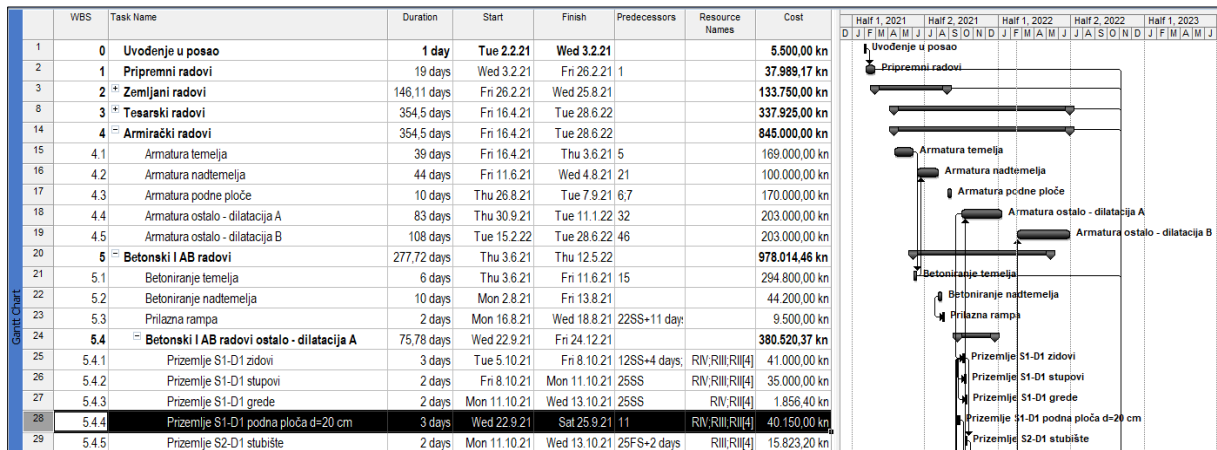 WBS Task Name Duration Start Finish Predecessors Resource Names Cost
Half 1, 2021 Half 2, 2021 Half 1, 2022 Half 2, 2022 Half 1, 2023
D J F M A M J J A S O N D J F M A M J J A S O N D J F M A M J
1 0 Uvođenje u posao 1 day Tue 2.2.21 Wed 3.2.21 5.500,00 kn Uvođenje u posao
2 1 Pripremni radovi 19 days Wed 3.2.21 Fri 26.2.21 1 37.989,17 kn Pripremni radovi
3 2 Zemljani radovi 146,11 days Fri 26.2.21 Wed 25.8.21 133.750,00 kn
8 3 Tesarski radovi 354,5 days Fri 16.4.21 Tue 28.6.22 337.925,00 kn
14 4 Armirački radovi 354,5 days Fri 16.4.21 Tue 28.6.22 845.000,00 kn
15 4.1 Armatura temelja 39 days Fri 16.4.21 Thu 3.6.21 5 169.000,00 kn Armatura temelja
16 4.2 Armatura nadtemelja 44 days Fri 11.6.21 Wed 4.8.21 21 100.000,00 kn Armatura nadtemelja
17 4.3 Armatura podne ploče 10 days Thu 26.8.21 Tue 7.9.21 6;7 170.000,00 kn Armatura podne ploče
18 4.4 Armatura ostalo - dilatacija A 83 days Thu 30.9.21 Tue 11.1.22 32 203.000,00 kn Armatura ostalo - dilatacija A
19 4.5 Armatura ostalo - dilatacija B 108 days Tue 15.2.22 Tue 28.6.22 46 203.000,00 kn Armatura ostalo - dilatacija B
20 5 Betonski I AB radovi 277,72 days Thu 3.6.21 Thu 12.5.22 978.014,46 kn
21 5.1 Betoniranje temelja 6 days Thu 3.6.21 Fri 11.6.21 15 294.800,00 kn Betoniranje temelja
22 5.2 Betoniranje nadtemelja 10 days Mon 2.8.21 Fri 13.8.21 44.200,00 kn Betoniranje nadtemelja
23 5.3 Prilazna rampa 2 days Mon 16.8.21 Wed 18.8.21 22SS+11 days 9.500,00 kn Prilazna rampa
24 5.4 Betonski I AB radovi ostalo - dilatacija A 75,78 days Wed 22.9.21 Fri 24.12.21 380.520,37 kn
25 5.4.1 Prizemlje S1-D1 zidovi 3 days Tue 5.10.21 Fri 8.10.21 12SS+4 days; RIV;RIII;RII[4] 41.000,00 kn Prizemlje S1-D1 zidovi
26 5.4.2 Prizemlje S1-D1 stupovi 2 days Fri 8.10.21 Mon 11.10.21 25SS RIV;RIII;RII[4] 35.000,00 kn Prizemlje S1-D1 stupovi
27 5.4.3 Prizemlje S1-D1 grede 2 days Mon 11.10.21 Wed 13.10.21 25SS RIV;RII[4] 1.856,40 kn Prizemlje S1-D1 grede
28 5.4.4 Prizemlje S1-D1 podna ploča d=20 cm 3 days Wed 22.9.21 Sat 25.9.21 11 RIV;RIII;RII[4] 40.150,00 kn Prizemlje S1-D1 podna ploča d=20 cm
29 5.4.5 Prizemlje S2-D1 stubište 2 days Mon 11.10.21 Wed 13.10.21 25FS+2 days RIII;RII[4] 15.823,20 kn Prizemlje S2-D1 stubište
Gantt Chart